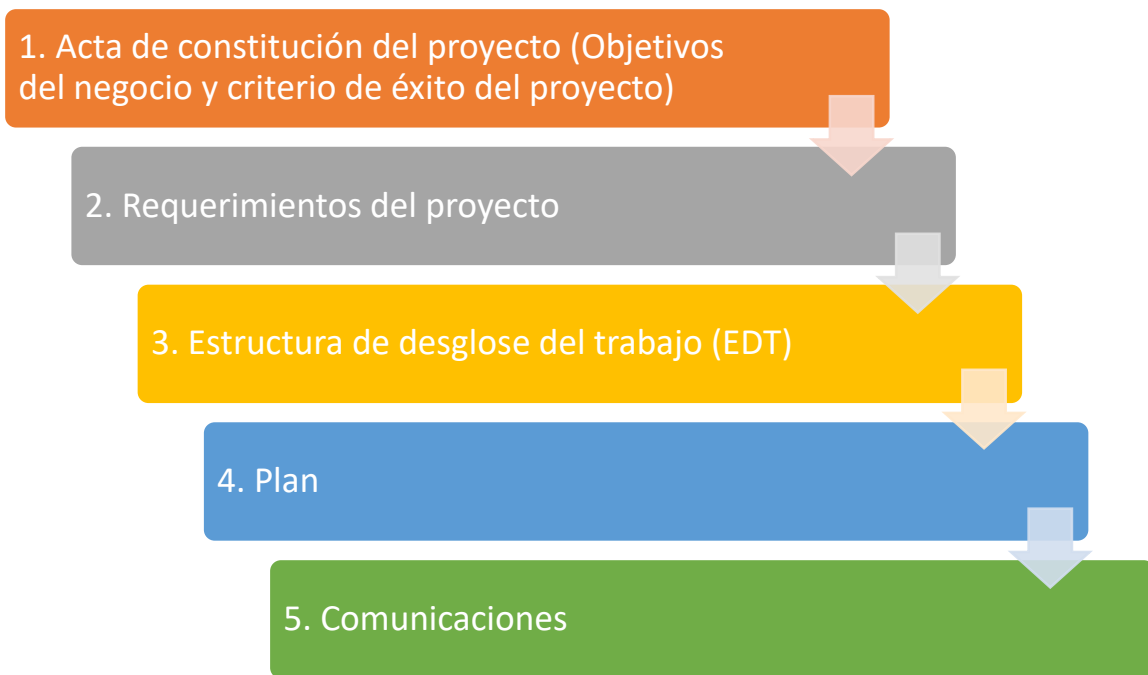 1. Acta de constitución del proyecto (Objetivos
del negocio y criterio de éxito del proyecto)
2. Requerimientos del proyecto
3. Estructura de desglose del trabajo (EDT)
4. Plan
5. Comunicaciones